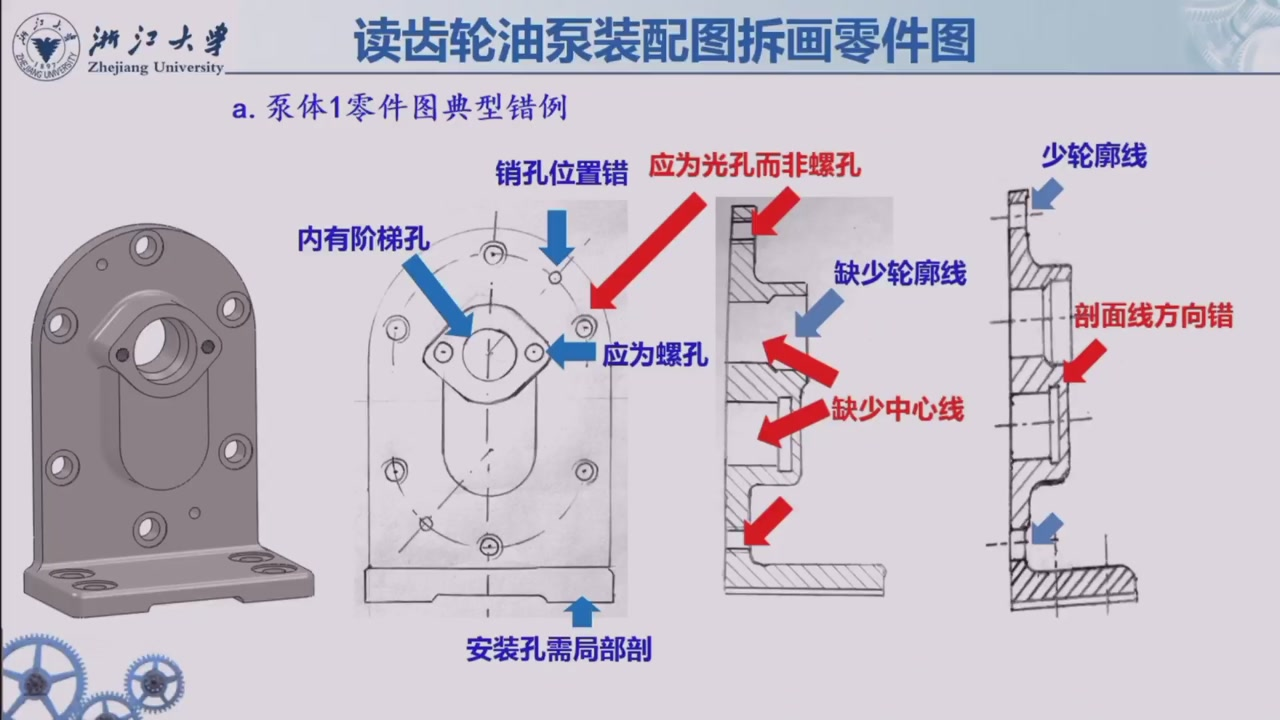 浙江大学
Zhejiang University
1897
读齿轮油泵装配图拆画零件图
a. 泵体1零件图典型错例
销孔位置错
应为光孔而非螺孔
少轮廓线
内有阶梯孔
缺少轮廓线
剖面线方向错
应为螺孔
缺少中心线
安装孔需局部剖